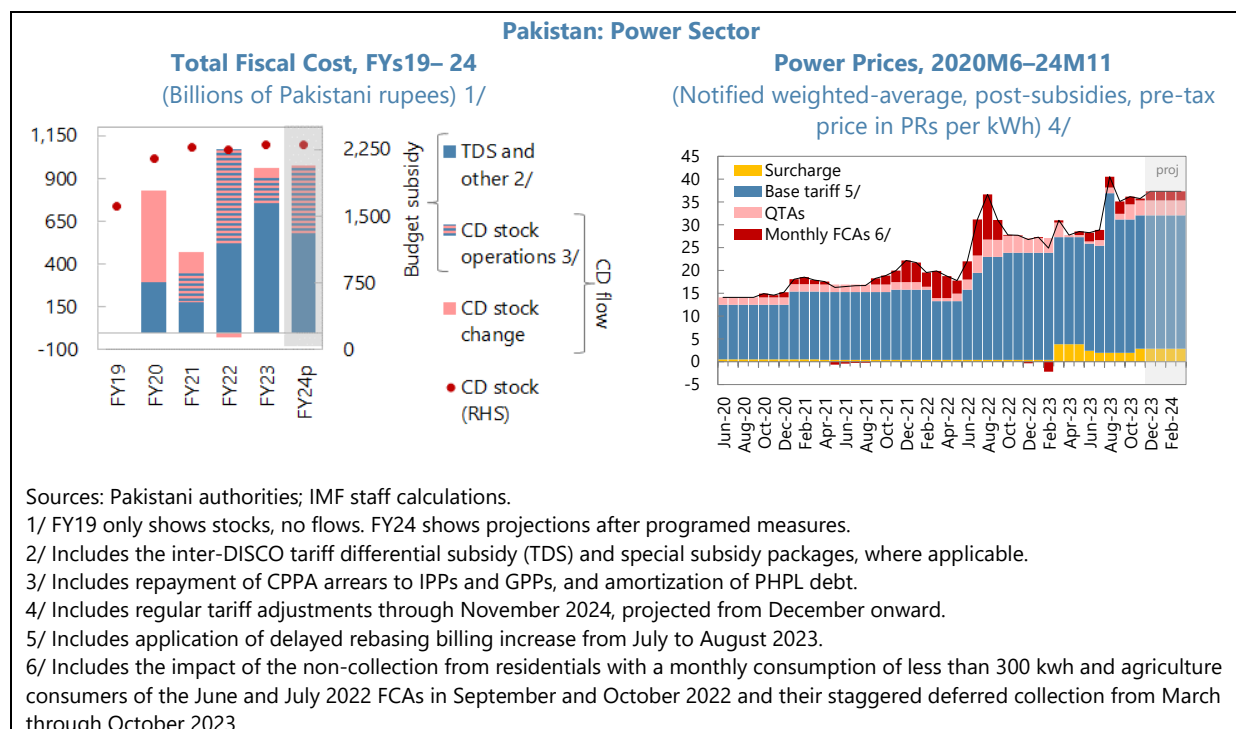 Pakistan: Power Sector
Total Fiscal Cost, FYs19– 24
(Billions of Pakistani rupees) 1/
1,150
900
650
400
150
-100
2,250
1,500
750
0
FY19
FY20
FY21
FY22
FY23
FY24p
Budget subsidy
TDS and
other 2/
CD stock
operations 3/
CD stock
change
CD flow
CD stock
(RHS)
Power Prices, 2020M6–24M11
(Notified weighted-average, post-subsidies, pre-tax
price in PRs per kWh) 4/
45
40
35
30
25
20
15
10
5
0
-5
Surcharge
Base tariff 5/
QTAs
Monthly FCAs 6/
proj
Jun-20
Aug-20
Oct-20
Dec-20
Feb-21
Apr-21
Jun-21
Aug-21
Oct-21
Dec-21
Feb-22
Apr-22
Jun-22
Aug-22
Oct-22
Dec-22
Feb-23
Apr-23
Jun-23
Aug-23
Oct-23
Dec-23
Feb-24
Sources: Pakistani authorities; IMF staff calculations.
1/ FY19 only shows stocks, no flows. FY24 shows projections after programed measures.
2/ Includes the inter-DISCO tariff differential subsidy (TDS) and special subsidy packages, where applicable.
3/ Includes repayment of CPPA arrears to IPPs and GPPs, and amortization of PHPL debt.
4/ Includes regular tariff adjustments through November 2024, projected from December onward.
5/ Includes application of delayed rebasing billing increase from July to August 2023.
6/ Includes the impact of the non-collection from residentials with a monthly consumption of less than 300 kwh and agriculture
consumers of the June and July 2022 FCAs in September and October 2022 and their staggered deferred collection from March
through October 2023